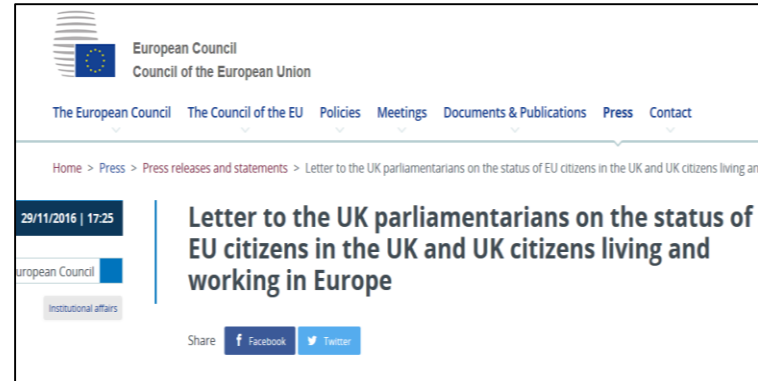 European Council
Council of the European Union
The European Council The Council of the EU Policies Meetings Documents & Publications Press Contact
Home > Press > Press releases and statements > Letter to the UK parliamentarians on the status of EU citizens in the UK and UK citizens living an
29/11/2016 | 17:25
Letter to the UK parliamentarians on the status of
EU citizens in the UK and UK citizens living and
working in Europe
uropean Council
Institutional affairs
Share Facebook Twitter